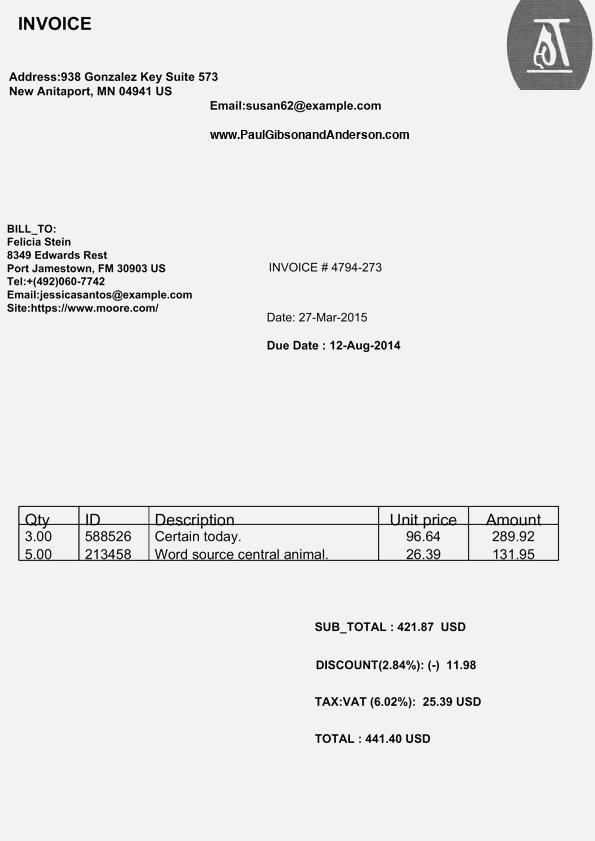 INVOICE
Address:938 Gonzalez Key Suite 573
New Anitaport, MN 04941 US
Email:susan62@example.com
www.PaulGibsonandAnderson.com
BILL_TO:
Felicia Stein
8349 Edwards Rest
Port Jamestown, FM 30903 US
Tel:+(492)060-7742
Email:jessicasantos@example.com
Site:https://www.moore.com/
INVOICE # 4794-273
Date: 27-Mar-2015
Due Date : 12-Aug-2014
Qty ID Description Unit price Amount
3.00 588526 Certain today. 96.64 289.92
5.00 213458 Word source central animal. 26.39 131.95
SUB_TOTAL : 421.87  USD
DISCOUNT(2.84%): (-)  11.98
TAX:VAT (6.02%):  25.39 USD
TOTAL : 441.40 USD